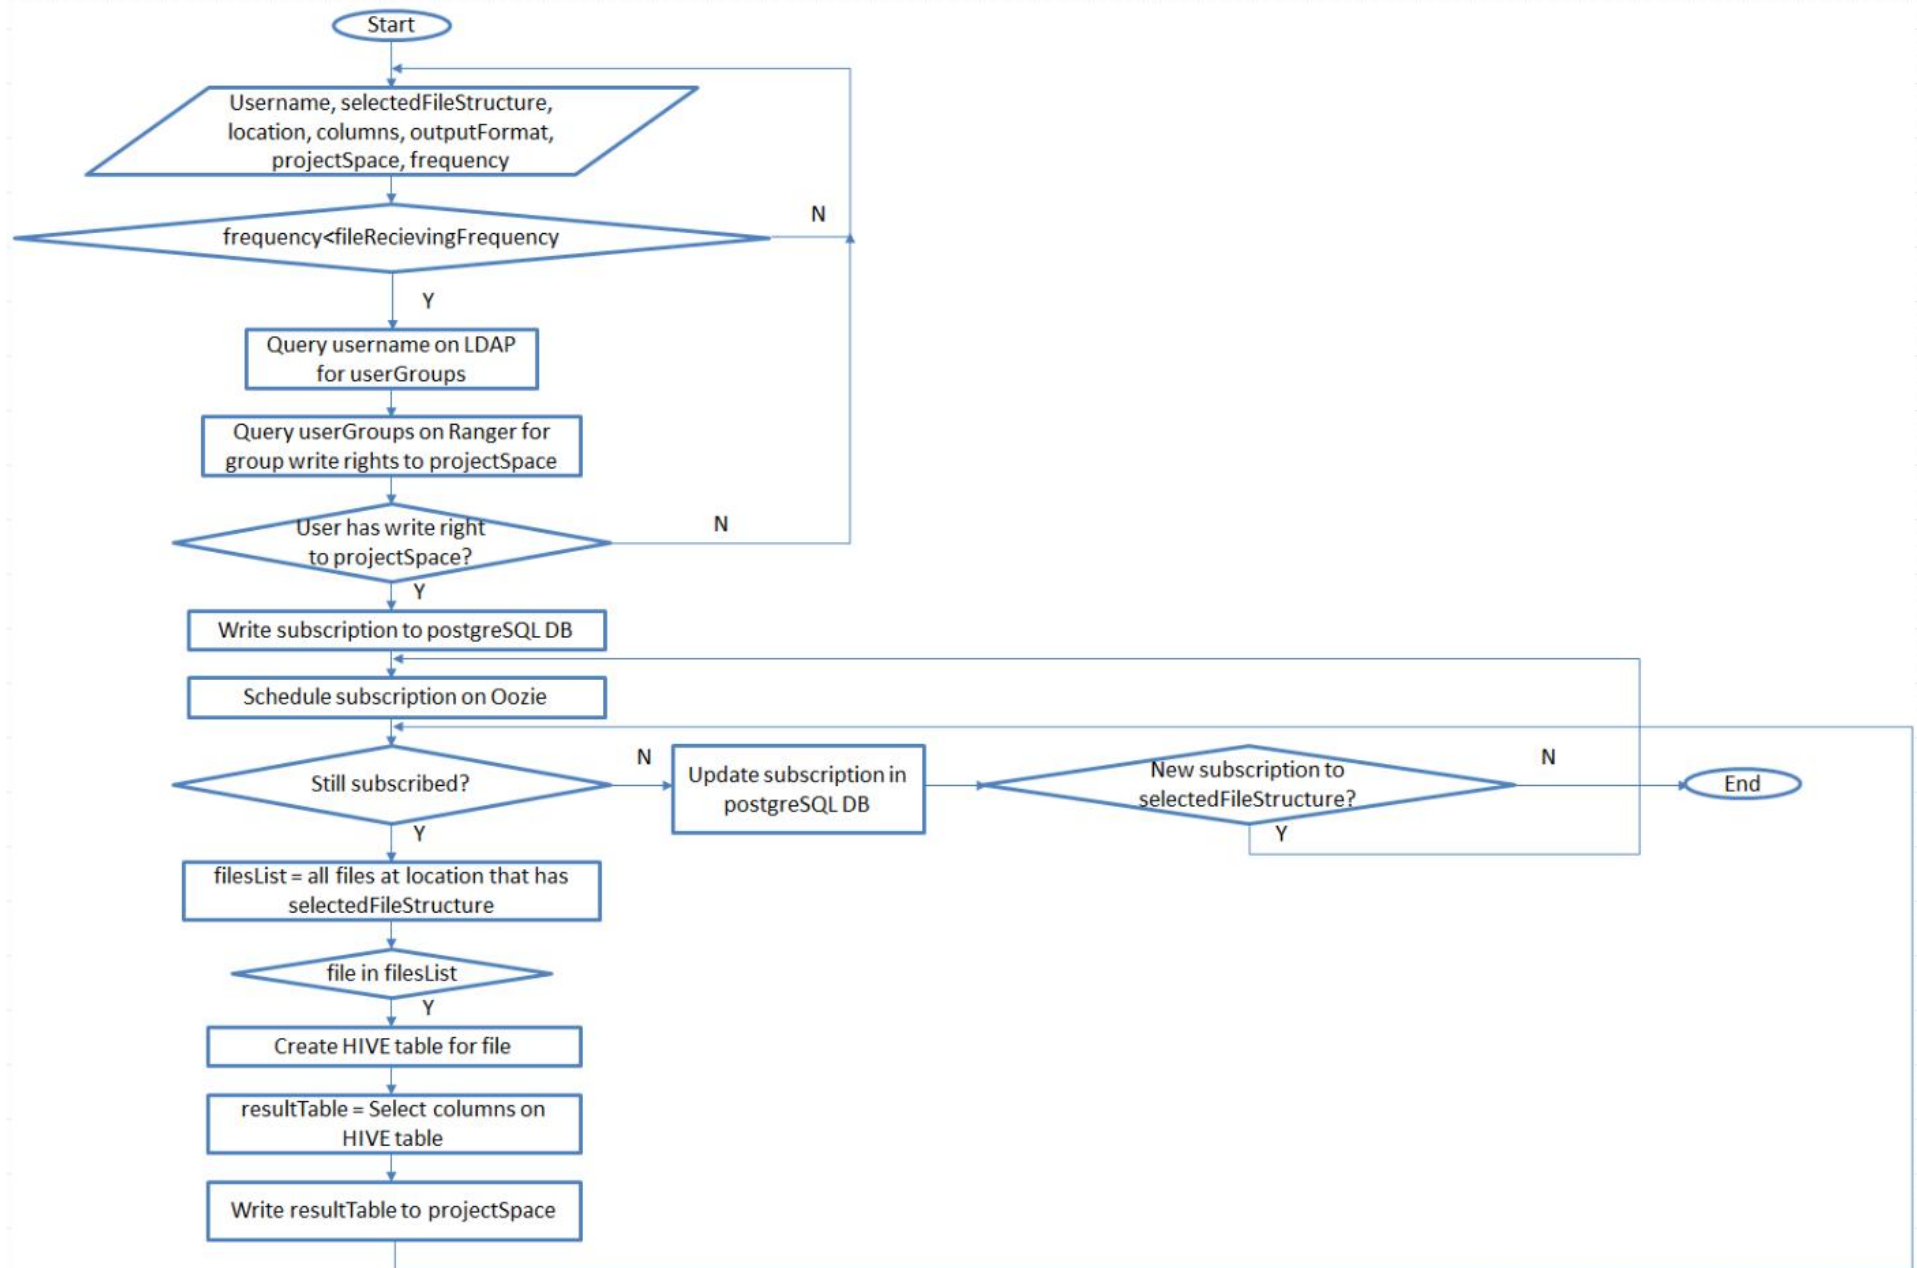 Start
Username, selectedFileStructure,
location, columns, outputFormat,
projectSpace, frequency
N
frequency<fileRecievingFrequency
Y
Query username on LDAP
for userGroups
Query userGroups on Ranger for
group write rights to projectSpace
User has write right
to projectSpace?
N
Y
Write subscription to postgreSQL DB
Schedule subscription on Oozie
Still subscribed?
N
Update subscription in
postgreSQL DB
New subscription to
selectedFileStructure?
N
End
Y
Y
filesList = all files at location that has
selectedFileStructure
file in filesList
Y
Create HIVE table for file
resultTable = Select columns on
HIVE table
Write resultTable to projectSpace